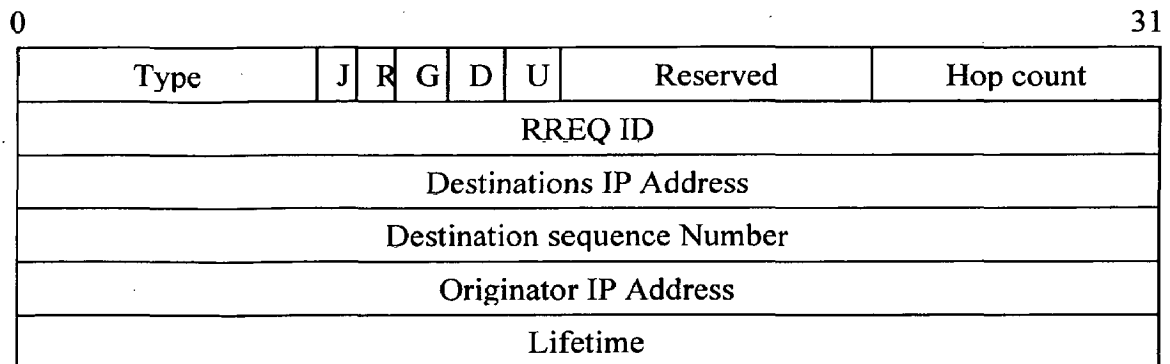 0 31
Type J R G D U Reserved Hop count
RREQ ID
Destinations IP Address
Destination sequence Number
Originator IP Address
Lifetime